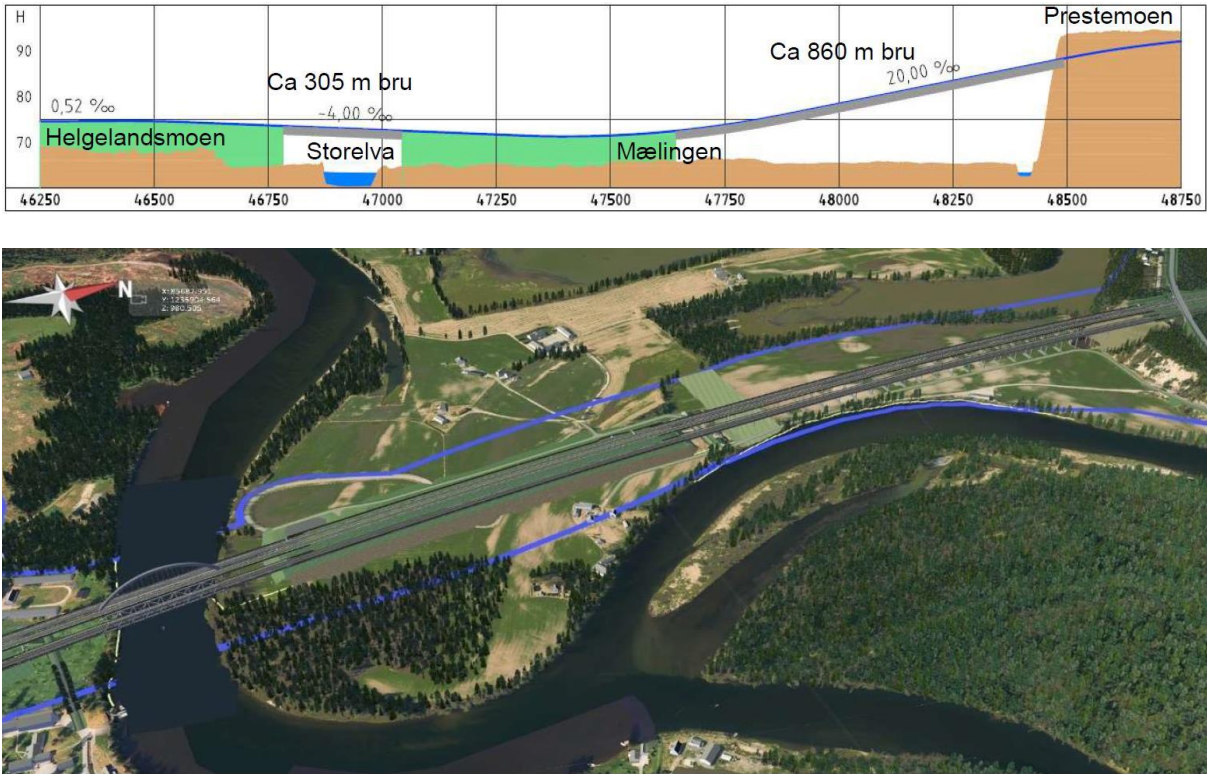 H
Prestemoen
90
Ca 860 m bru
Ca 305 m bru
20,00 ‰
80
0,52 ‰
-4,00 ‰
Helgelandsmoen
Storelva
Mælingen
70
46250 46500 46750 47000 47250 47500 47750 48000 48250 48500 48750
N